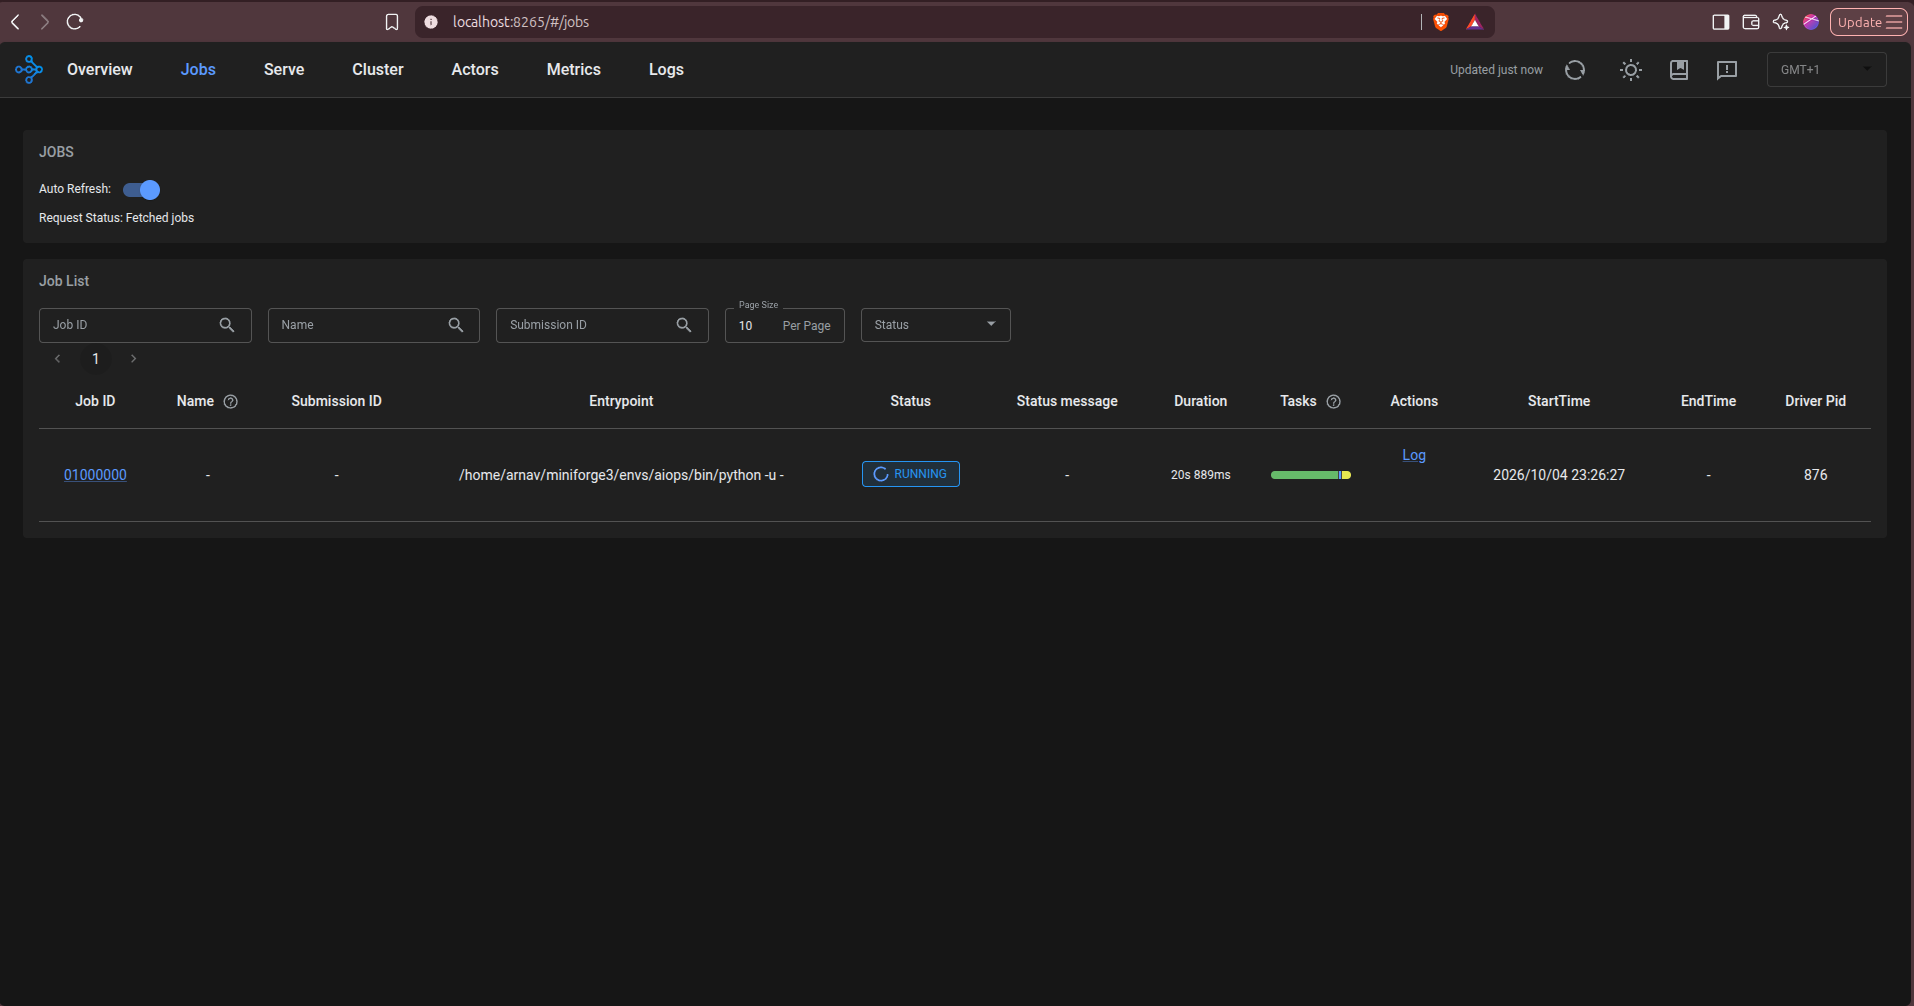 localhost:8265/#/jobs
Update
Overview Jobs Serve Cluster Actors Metrics Logs Updated just now GMT+1
JOBS
Auto Refresh:
Request Status: Fetched jobs
Job List
Page Size
Job ID Name Submission ID 10 Per Page Status
1
Job ID Name Submission ID Entrypoint Status Status message Duration Tasks Actions StartTime EndTime Driver Pid
Log
01000000 - - /home/arnav/miniforge3/envs/aiops/bin/python -u - RUNNING - 20s 889ms 2026/10/04 23:26:27 - 876